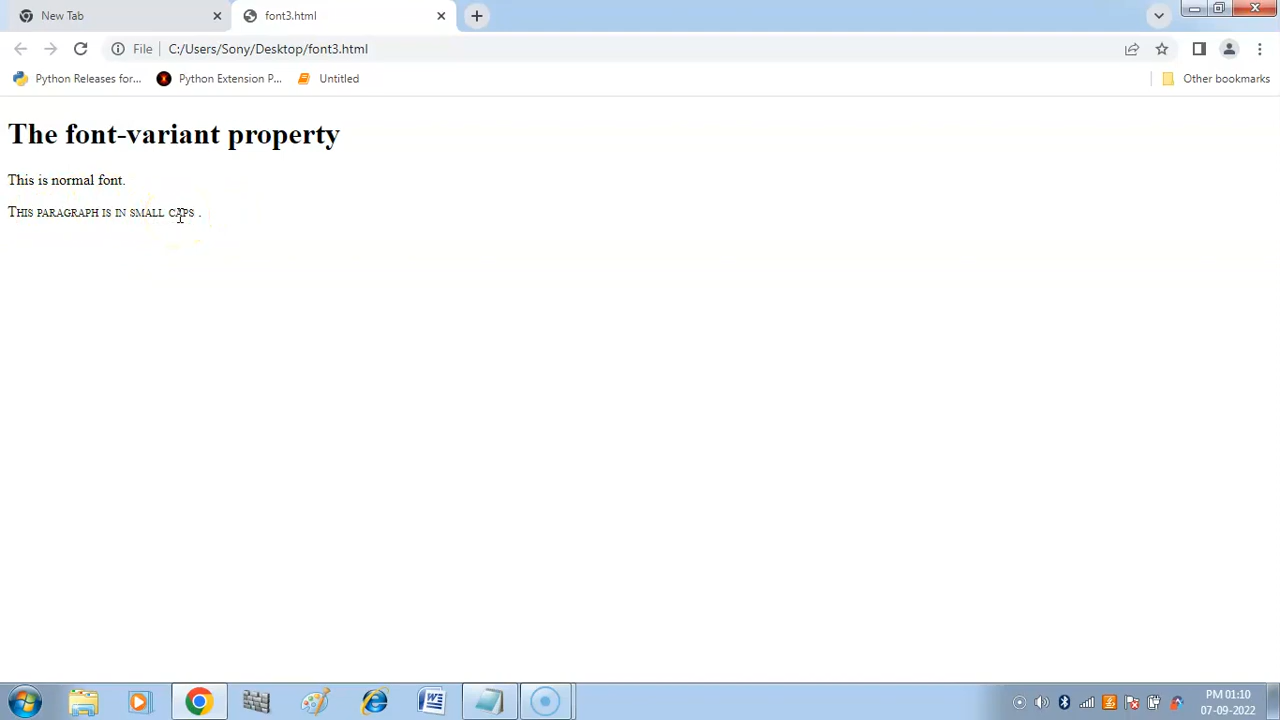 New Tab
font3.html
File
C:/Users/Sony/Desktop/font3.html
Python Releases for...
Python Extension P...
Untitled
Other bookmarks
The font-variant property
This is normal font.
THIS PARAGRAPH IS IN SMALL CAPS .
PM 01:10
07-09-2022